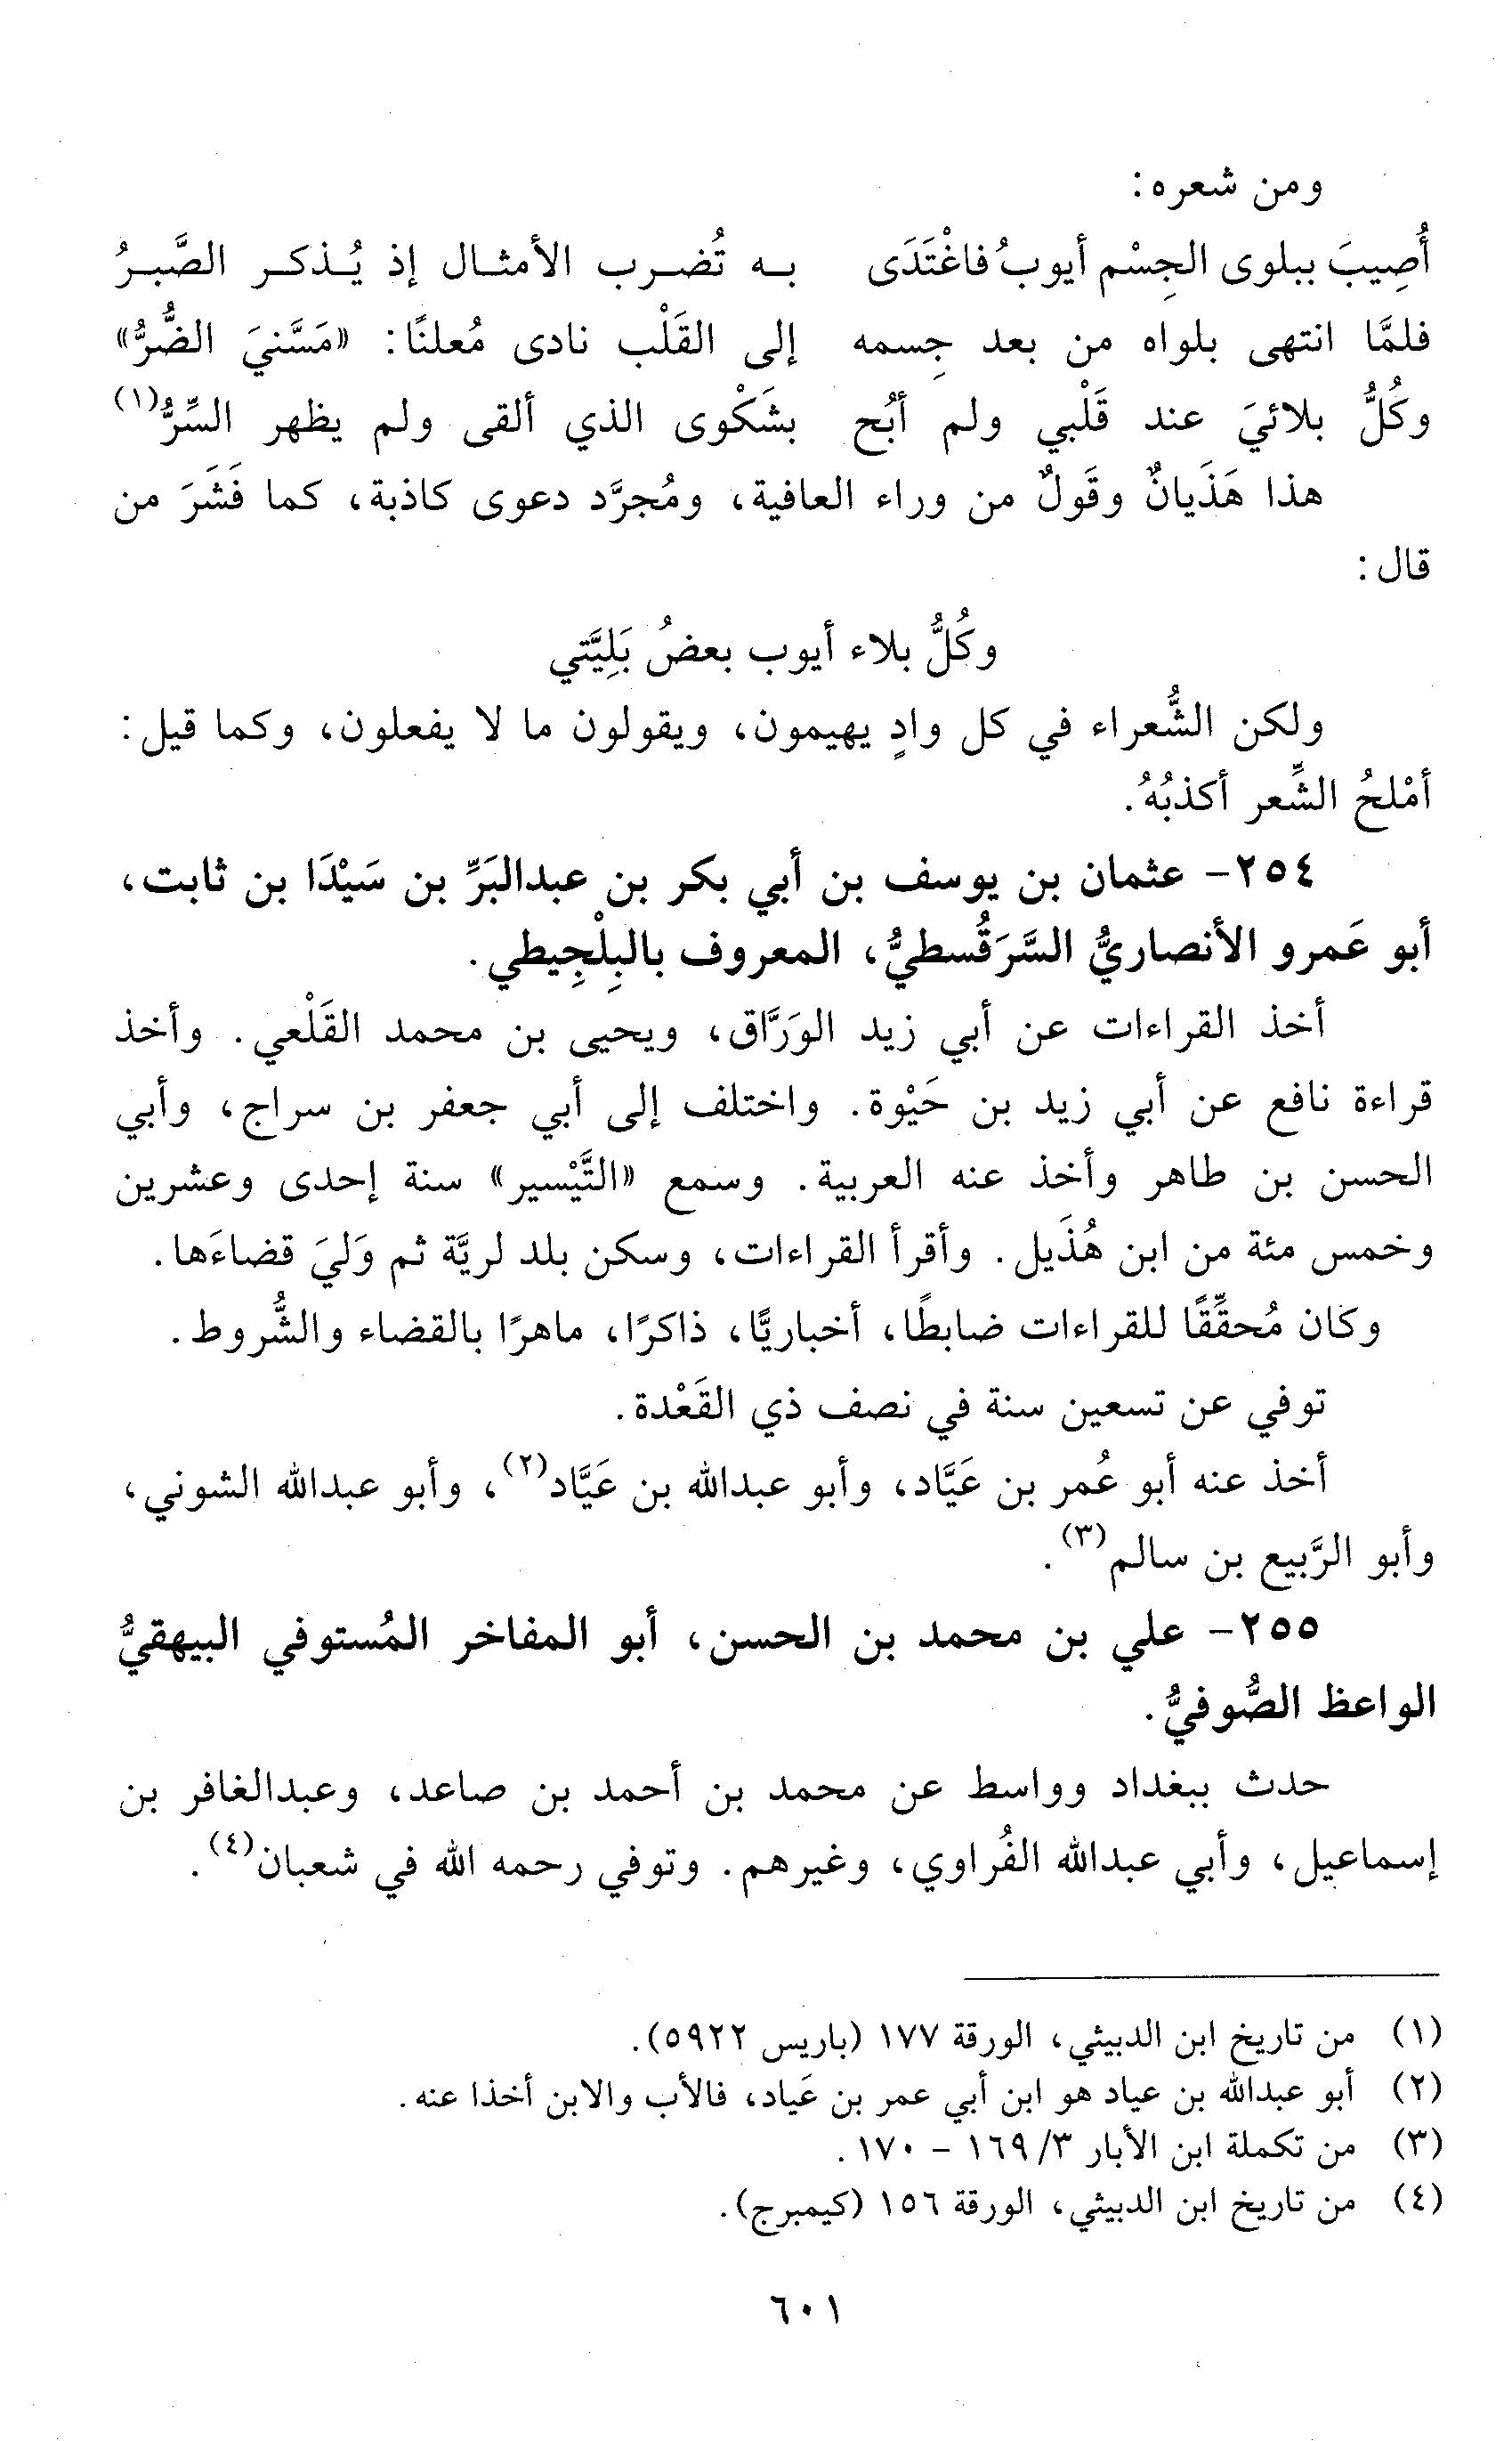 ومن شعره:
أُصِيبَ ببلوى الجِسْم أيوبُ فاغْتَدَى به تُضرب الأمثال إذ يُذكر الصَّبرُ
فلمَّا انتهى بلواه من بعد جِسمه إلى القَلْب نادى مُعلنًا: «مَسَّنيَ الضُّرُّ»
وكُلُّ بلائيَ عند قَلْبي ولم أبُح بشَكْوى الذي ألقى ولم يظهر السِّرُّ(١)
هذا هَذَيانٌ وقَولٌ من وراء العافية، ومُجرَّد دعوى كاذبة، كما فَشَرَ من
قال:
وكُلُّ بلاء أيوب بعضُ بَلِيَّتي
ولكن الشُّعراء في كل وادٍ يهيمون، ويقولون ما لا يفعلون، وكما قيل:
أمْلحُ الشِّعر أكذبُهُ.
٢٥٤- عثمان بن يوسف بن أبي بكر بن عبدالبَرِّ بن سَيْدَا بن ثابت،
أبو عَمرو الأنصاريُّ السَّرَقُسطيُّ، المعروف بالبِلْجِيطي.
أخذ القراءات عن أبي زيد الوَرَّاق، ويحيى بن محمد القَلْعي. وأخذ
قراءة نافع عن أبي زيد بن حَيْوة. واختلف إلى أبي جعفر بن سراج، وأبي
الحسن بن طاهر وأخذ عنه العربية. وسمع «التَّيْسير» سنة إحدى وعشرين
وخمس مئة من ابن هُذَيل. وأقرأ القراءات، وسكن بلد لريَّة ثم وَليَ قضاءَها.
وكان مُحقِّقًا للقراءات ضابطًا، أخباريًّا، ذاكرًا، ماهرًا بالقضاء والشُّروط.
توفي عن تسعين سنة في نصف ذي القَعْدة.
أخذ عنه أبو عُمر بن عَيَّاد، وأبو عبدالله بن عَيَّاد(٢)، وأبو عبدالله الشوني،
وأبو الرَّبيع بن سالم(٣).
٢٥٥- علي بن محمد بن الحسن، أبو المفاخر المُستوفي البيهقيُّ
الواعظ الصُّوفيُّ.
حدث ببغداد وواسط عن محمد بن أحمد بن صاعد، وعبدالغافر بن
إسماعيل، وأبي عبدالله الفُراوي، وغيرهم. وتوفي رحمه الله في شعبان(٤).
(١) من تاريخ ابن الدبيثي، الورقة ١٧٧ (باريس ٥٩٢٢).
(٢) أبو عبدالله بن عياد هو ابن أبي عمر بن عَياد، فالأب والابن أخذا عنه.
(٣) من تكملة ابن الأبار ٣/ ١٦٩ - ١٧٠.
(٤) من تاريخ ابن الدبيثي، الورقة ١٥٦ (كيمبرج).
٦٠١